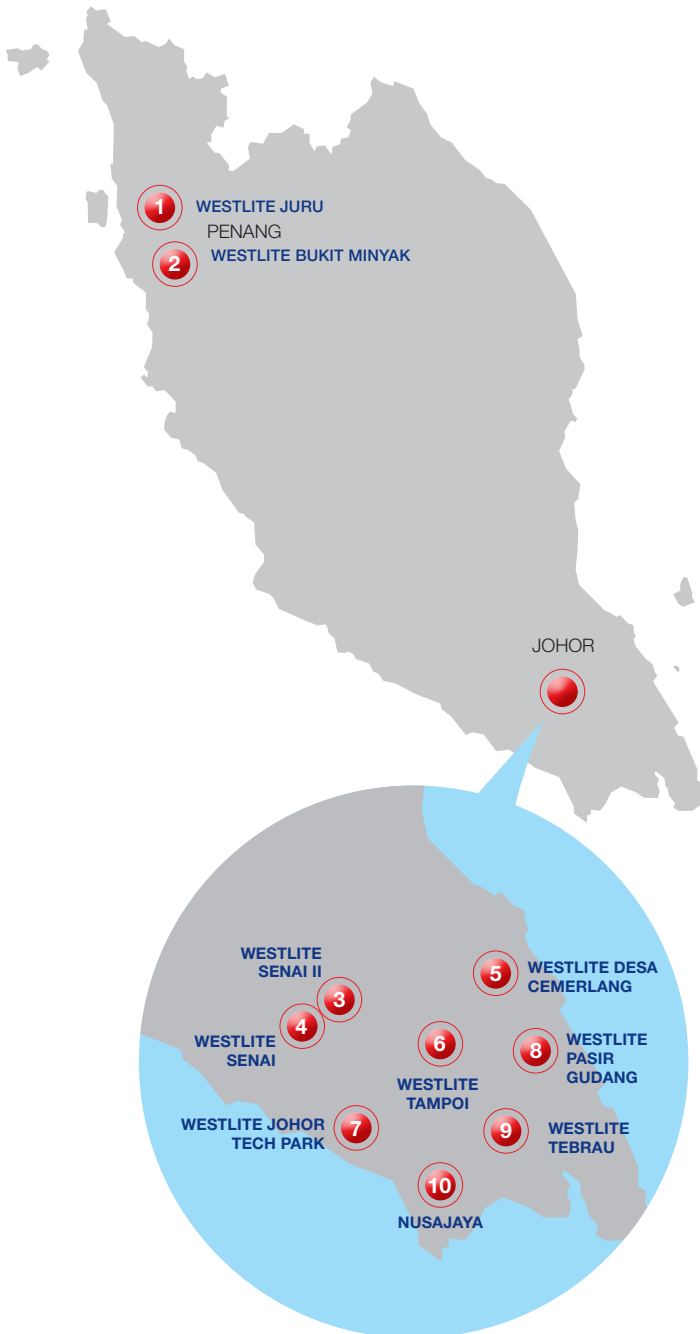 1
WESTLITE JURU
PENANG
2
WESTLITE BUKIT MINYAK
JOHOR
WESTLITE
SENAI II
3
4
WESTLITE
SENAI
5
WESTLITE DESA
CEMERLANG
6
WESTLITE
TAMPOI
8
WESTLITE
PASIR
GUDANG
WESTLITE JOHOR
TECH PARK
7
9
WESTLITE
TEBRAU
10
NUSAJAYA